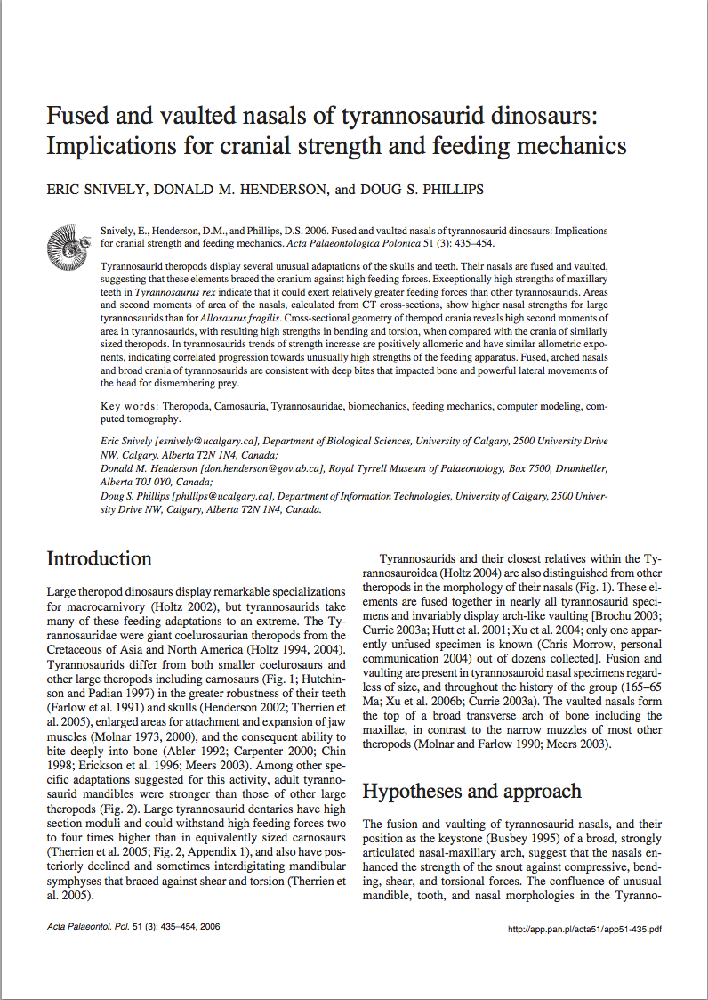 Fused and vaulted nasals of tyrannosaurid dinosaurs:
Implications for cranial strength and feeding mechanics
ERIC SNIVELY, DONALD M. HENDERSON, and DOUG S. PHILLIPS
Snively, E., Henderson, D.M., and Phillips, D.S. 2006. Fused and vaulted nasals of tyrannosaurid dinosaurs: Implications
for cranial strength and feeding mechanics. Acta Palaeontologica Polonica 51 (3): 435–454.
Tyrannosaurid theropods display several unusual adaptations of the skulls and teeth. Their nasals are fused and vaulted,
suggesting that these elements braced the cranium against high feeding forces. Exceptionally high strengths of maxillary
teeth in Tyrannosaurus rex indicate that it could exert relatively greater feeding forces than other tyrannosaurids. Areas
and second moments of area of the nasals, calculated from CT cross-sections, show higher nasal strengths for large
tyrannosaurids than for Allosaurus fragilis. Cross-sectional geometry of theropod crania reveals high second moments of
area in tyrannosaurids, with resulting high strengths in bending and torsion, when compared with the crania of similarly
sized theropods. In tyrannosaurids trends of strength increase are positively allomeric and have similar allometric expo-
nents, indicating correlated progression towards unusually high strengths of the feeding apparatus. Fused, arched nasals
and broad crania of tyrannosaurids are consistent with deep bites that impacted bone and powerful lateral movements of
the head for dismembering prey.
Key words: Theropoda, Carnosauria, Tyrannosauridae, biomechanics, feeding mechanics, computer modeling, com-
puted tomography.
Eric Snively [esnively@ucalgary.ca], Department of Biological Sciences, University of Calgary, 2500 University Drive
NW, Calgary, Alberta T2N 1N4, Canada;
Donald M. Henderson [don.henderson@gov.ab.ca], Royal Tyrrell Museum of Palaeontology, Box 7500, Drumheller,
Alberta T0J 0Y0, Canada;
Doug S. Phillips [phillips@ucalgary.ca], Department of Information Technologies, University of Calgary, 2500 Univer-
sity Drive NW, Calgary, Alberta T2N 1N4, Canada.
Introduction
Large theropod dinosaurs display remarkable specializations
for macrocarnivory (Holtz 2002), but tyrannosaurids take
many of these feeding adaptations to an extreme. The Ty-
rannosauridae were giant coelurosaurian theropods from the
Cretaceous of Asia and North America (Holtz 1994, 2004).
Tyrannosaurids differ from both smaller coelurosaurs and
other large theropods including carnosaurs (Fig. 1; Hutchin-
son and Padian 1997) in the greater robustness of their teeth
(Farlow et al. 1991) and skulls (Henderson 2002; Therrien et
al. 2005), enlarged areas for attachment and expansion of jaw
muscles (Molnar 1973, 2000), and the consequent ability to
bite deeply into bone (Abler 1992; Carpenter 2000; Chin
1998; Erickson et al. 1996; Meers 2003). Among other spe-
cific adaptations suggested for this activity, adult tyranno-
saurid mandibles were stronger than those of other large
theropods (Fig. 2). Large tyrannosaurid dentaries have high
section moduli and could withstand high feeding forces two
to four times higher than in equivalently sized carnosaurs
(Therrien et al. 2005; Fig. 2, Appendix 1), and also have pos-
teriorly declined and sometimes interdigitating mandibular
symphyses that braced against shear and torsion (Therrien et
al. 2005).
Tyrannosaurids and their closest relatives within the Ty-
rannosauroidea (Holtz 2004) are also distinguished from other
theropods in the morphology of their nasals (Fig. 1). These el-
ements are fused together in nearly all tyrannosaurid speci-
mens and invariably display arch-like vaulting [Brochu 2003;
Currie 2003a; Hutt et al. 2001; Xu et al. 2004; only one appar-
ently unfused specimen is known (Chris Morrow, personal
communication 2004) out of dozens collected]. Fusion and
vaulting are present in tyrannosauroid nasal specimens regard-
less of size, and throughout the history of the group (165–65
Ma; Xu et al. 2006b; Currie 2003a). The vaulted nasals form
the top of a broad transverse arch of bone including the
maxillae, in contrast to the narrow muzzles of most other
theropods (Molnar and Farlow 1990; Meers 2003).
Hypotheses and approach
The fusion and vaulting of tyrannosaurid nasals, and their
position as the keystone (Busbey 1995) of a broad, strongly
articulated nasal-maxillary arch, suggest that the nasals en-
hanced the strength of the snout against compressive, bend-
ing, shear, and torsional forces. The confluence of unusual
mandible, tooth, and nasal morphologies in the Tyranno-
Acta Palaeontol. Pol. 51 (3): 435–454, 2006
http://app.pan.pl/acta51/app51-435.pdf